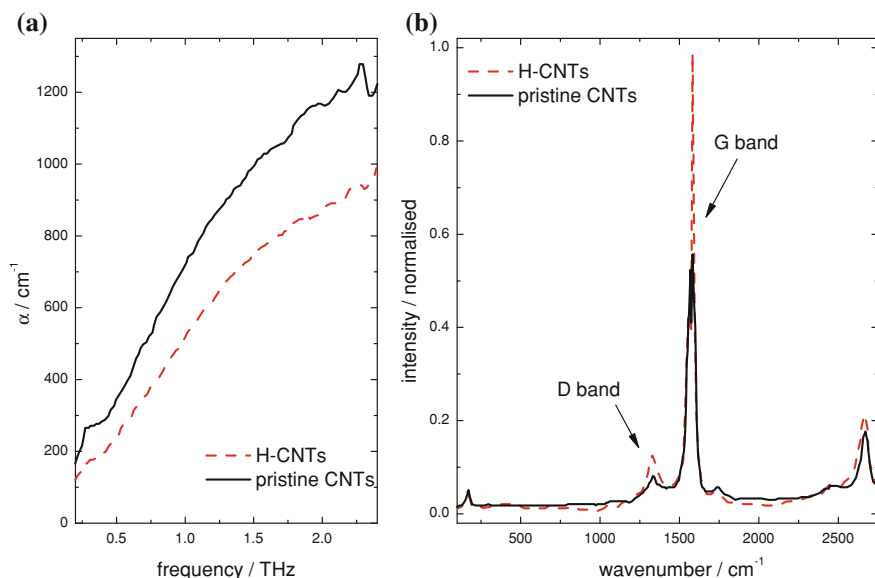 (a)
1200
1000
800
600
400
200
0
α / cm-1
H-CNTs
pristine CNTs
0.5
1.0
1.5
2.0
frequency / THz
(b)
1.0
0.8
0.6
0.4
0.2
0.0
intensity / normalised
H-CNTs
pristine CNTs
G band
D band
500
1000
1500
2000
2500
wavenumber / cm-1